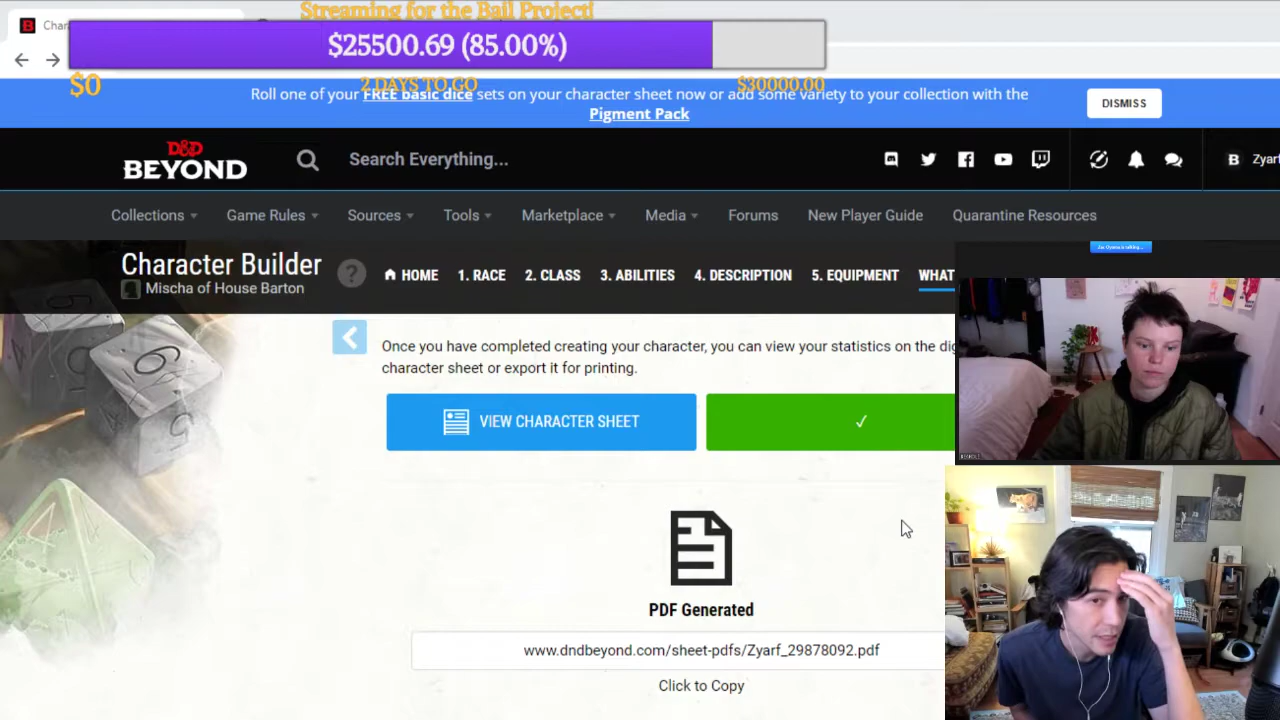 Streaming for the Bail Project!
$25500.69 (85.00%)
$0
2 DAYS TO GO
$30000.00
Roll one of your FREE basic dice sets on your character sheet now or add some variety to your collection with the
Pigment Pack
DISMISS
D&D
BEYOND
Search Everything...
Zyarf
Collections
Game Rules
Sources
Tools
Marketplace
Media
Forums
New Player Guide
Quarantine Resources
Character Builder
Mischa of House Barton
?
HOME
1. RACE
2. CLASS
3. ABILITIES
4. DESCRIPTION
5. EQUIPMENT
WHAT
Once you have completed creating your character, you can view your statistics on the dig
character sheet or export it for printing.
VIEW CHARACTER SHEET
PDF Generated
www.dndbeyond.com/sheet-pdfs/Zyarf_29878092.pdf
Click to Copy